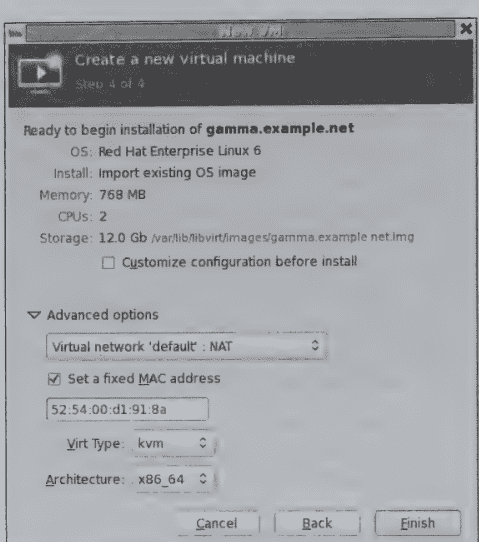 New VM
Create a new virtual machine
Step 4 of 4
Ready to begin installation of gamma.example.net
OS: Red Hat Enterprise Linux 6
Install: Import existing OS image
Memory: 768 MB
CPUs: 2
Storage: 12.0 Gb /var/lib/libvirt/images/gamma.example net.img
Customize configuration before install
Advanced options
Virtual network 'default' : NAT
Set a fixed MAC address
52:54:00:d1:91:8a
Virt Type: kvm
Architecture: x86_64
Cancel Back Finish